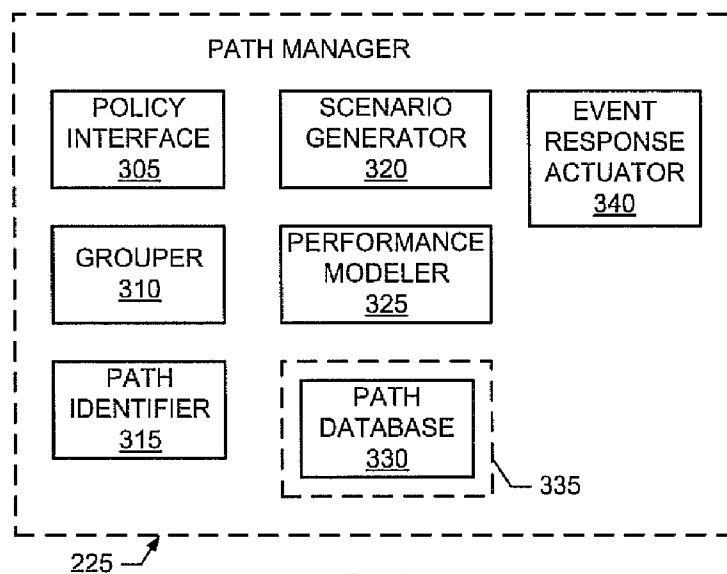 PATH MANAGER
POLICY
INTERFACE
305
SCENARIO
GENERATOR
320
EVENT
RESPONSE
ACTUATOR
340
GROUPER
310
PERFORMANCE
MODELER
325
PATH
IDENTIFIER
315
PATH
DATABASE
330
335
225